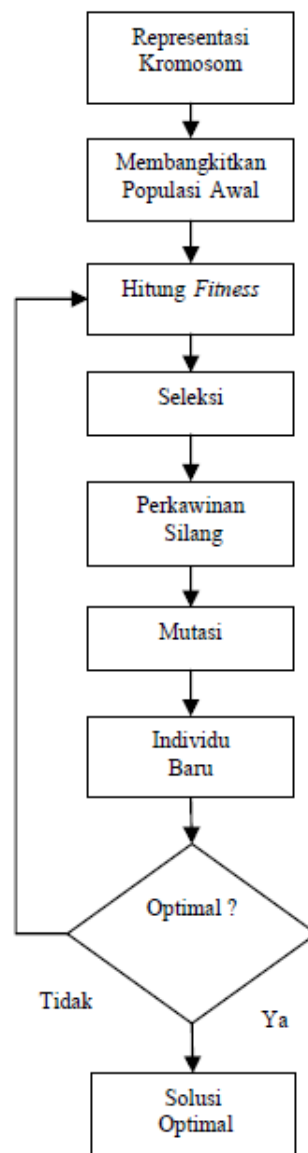 Representasi
Kromosom
Membangkitkan
Populasi Awal
Hitung Fitness
Seleksi
Perkawinan
Silang
Mutasi
Individu
Baru
Optimal ?
Tidak
Ya
Solusi
Optimal